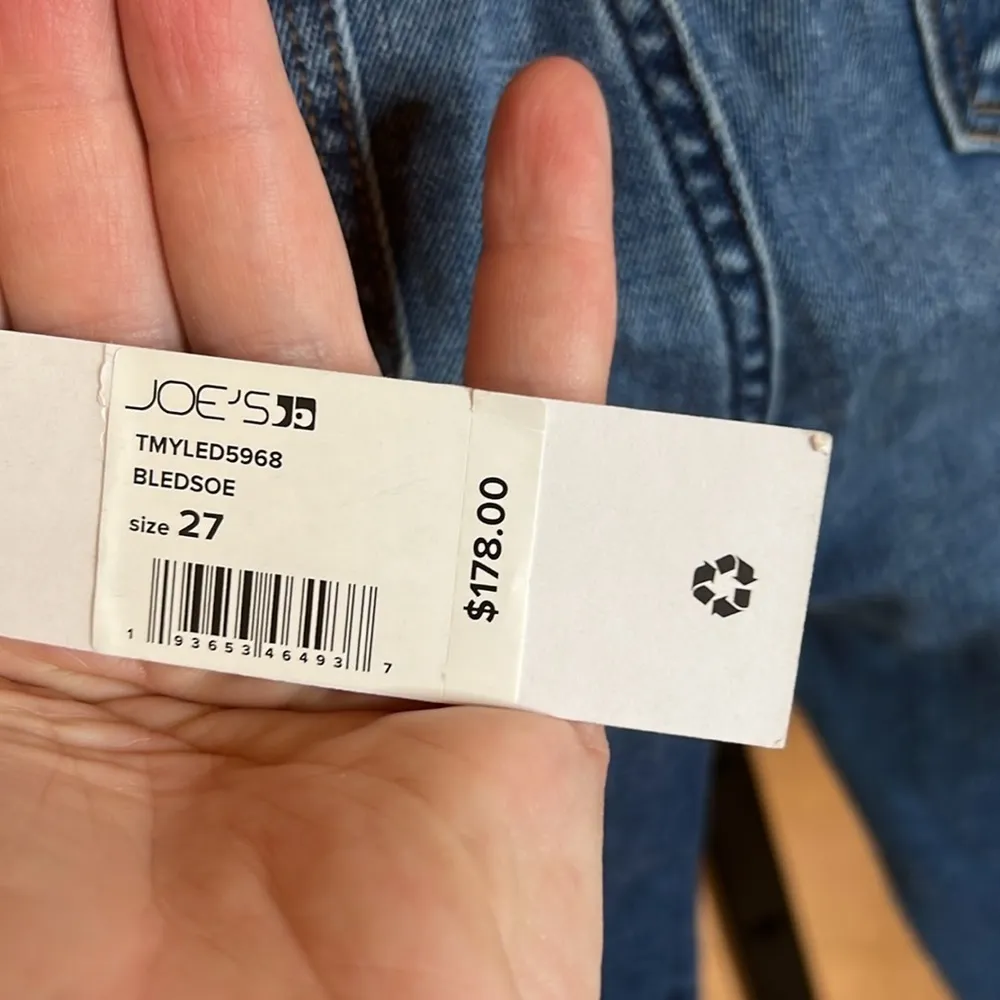 JOE'S
TMYLED5968
BLEDSOE
size 27
1 93653 46493 7
$178.00